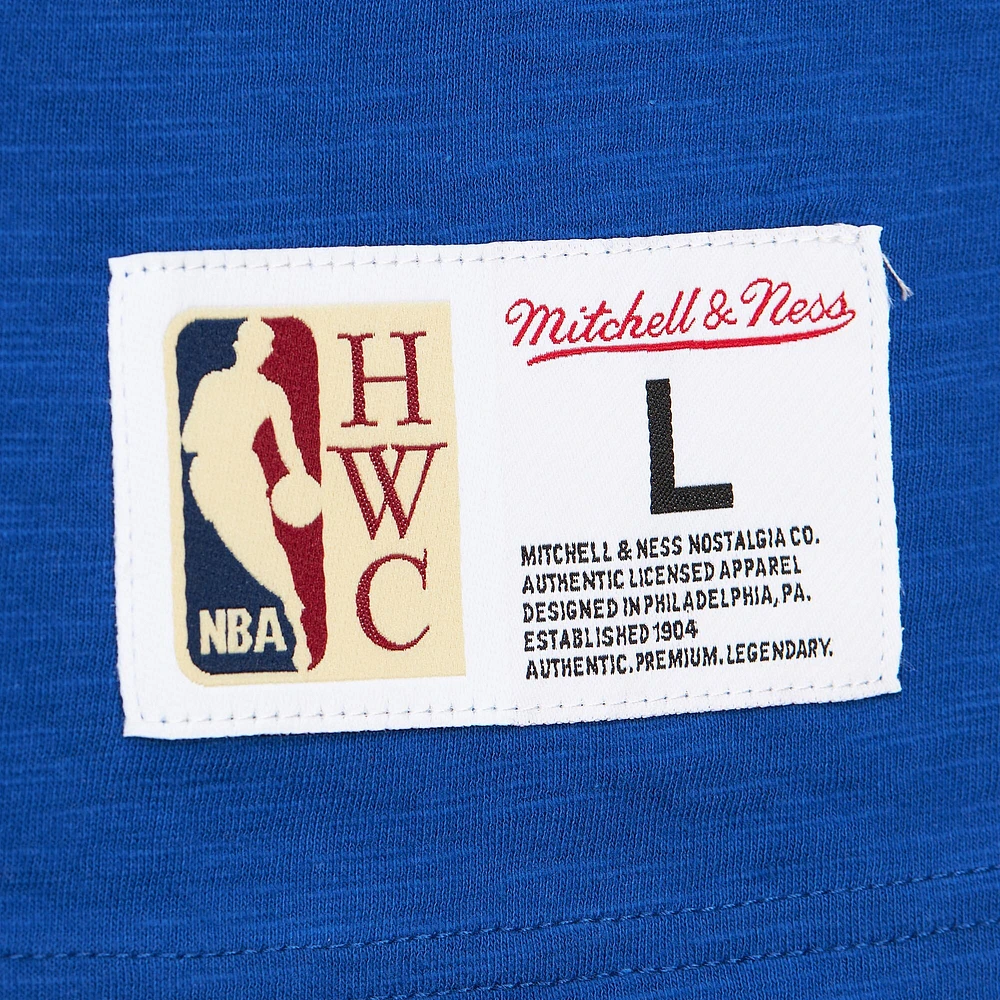 NBA
H
W
C
Mitchell & Ness
L
MITCHELL & NESS NOSTALGIA CO.
AUTHENTIC LICENSED APPAREL
DESIGNED IN PHILADELPHIA, PA.
ESTABLISHED 1904
AUTHENTIC. PREMIUM. LEGENDARY.